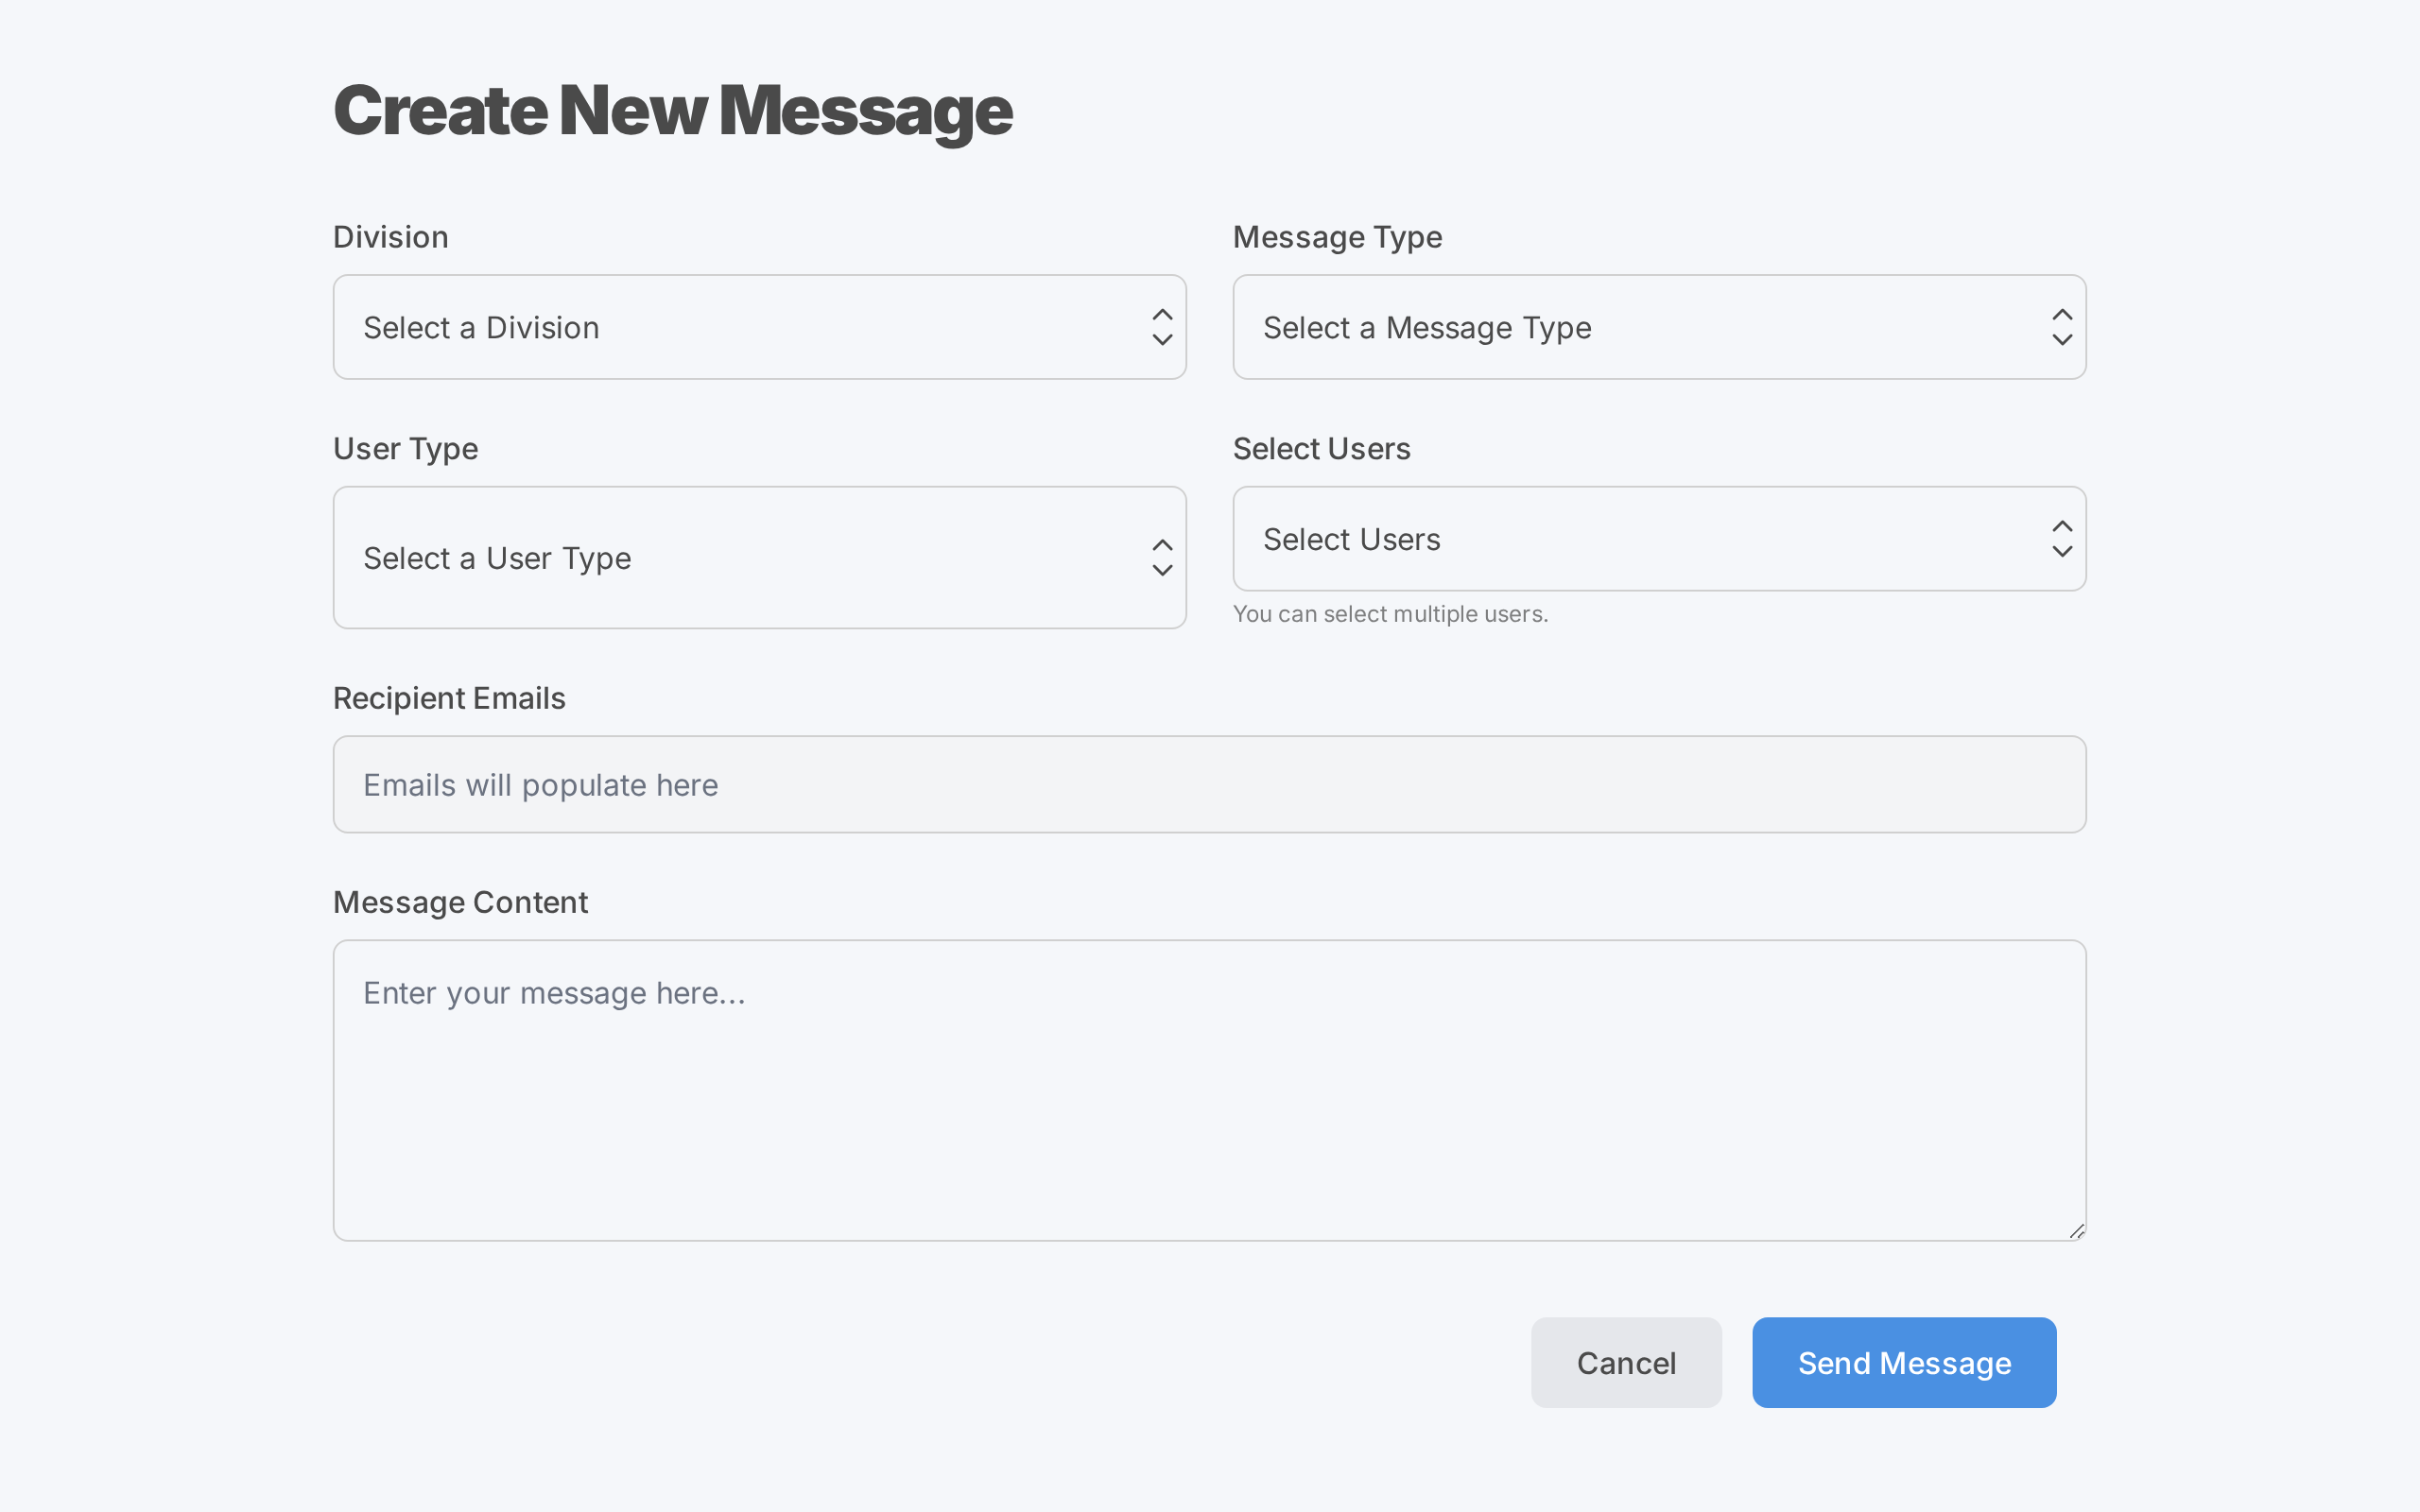 Create New Message
Division
Message Type
Select a Division
Select a Message Type
User Type
Select Users
Select a User Type
Select Users
You can select multiple users.
Recipient Emails
Emails will populate here
Message Content
Enter your message here...
Cancel
Send Message